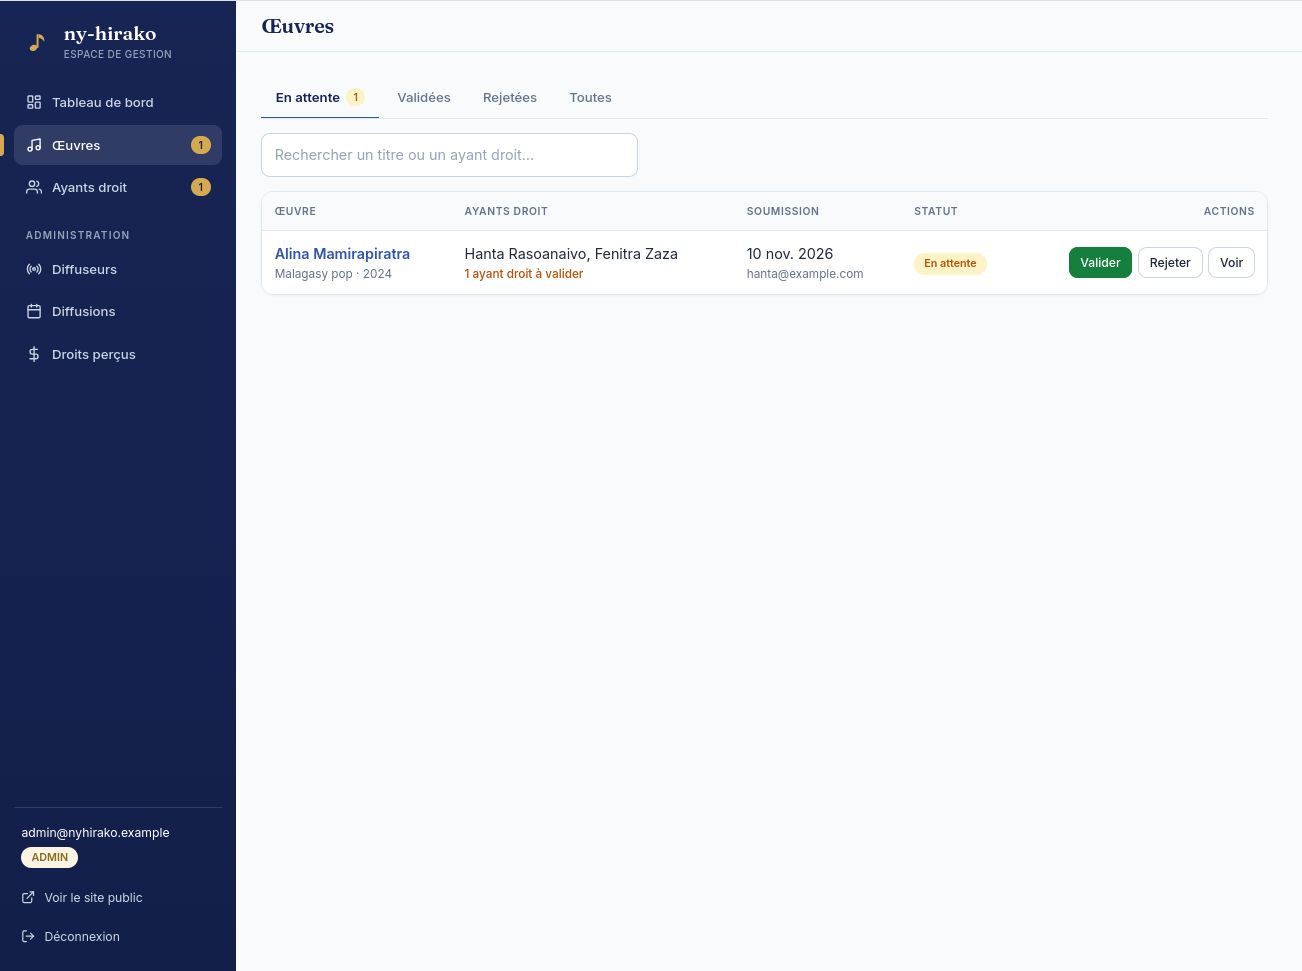 ny-hirako
ESPACE DE GESTION
Tableau de bord
Œuvres 1
Ayants droit 1
ADMINISTRATION
Diffuseurs
Diffusions
Droits perçus
admin@nyhirako.example
ADMIN
Voir le site public
Déconnexion
Œuvres
En attente 1 Validées Rejetées Toutes
Rechercher un titre ou un ayant droit...
ŒUVRE AYANTS DROIT SOUMISSION STATUT ACTIONS
Alina Mamirapiratra Hanta Rasoanaivo, Fenitra Zaza 10 nov. 2026 En attente Valider Rejeter Voir
Malagasy pop · 2024 1 ayant droit à valider hanta@example.com